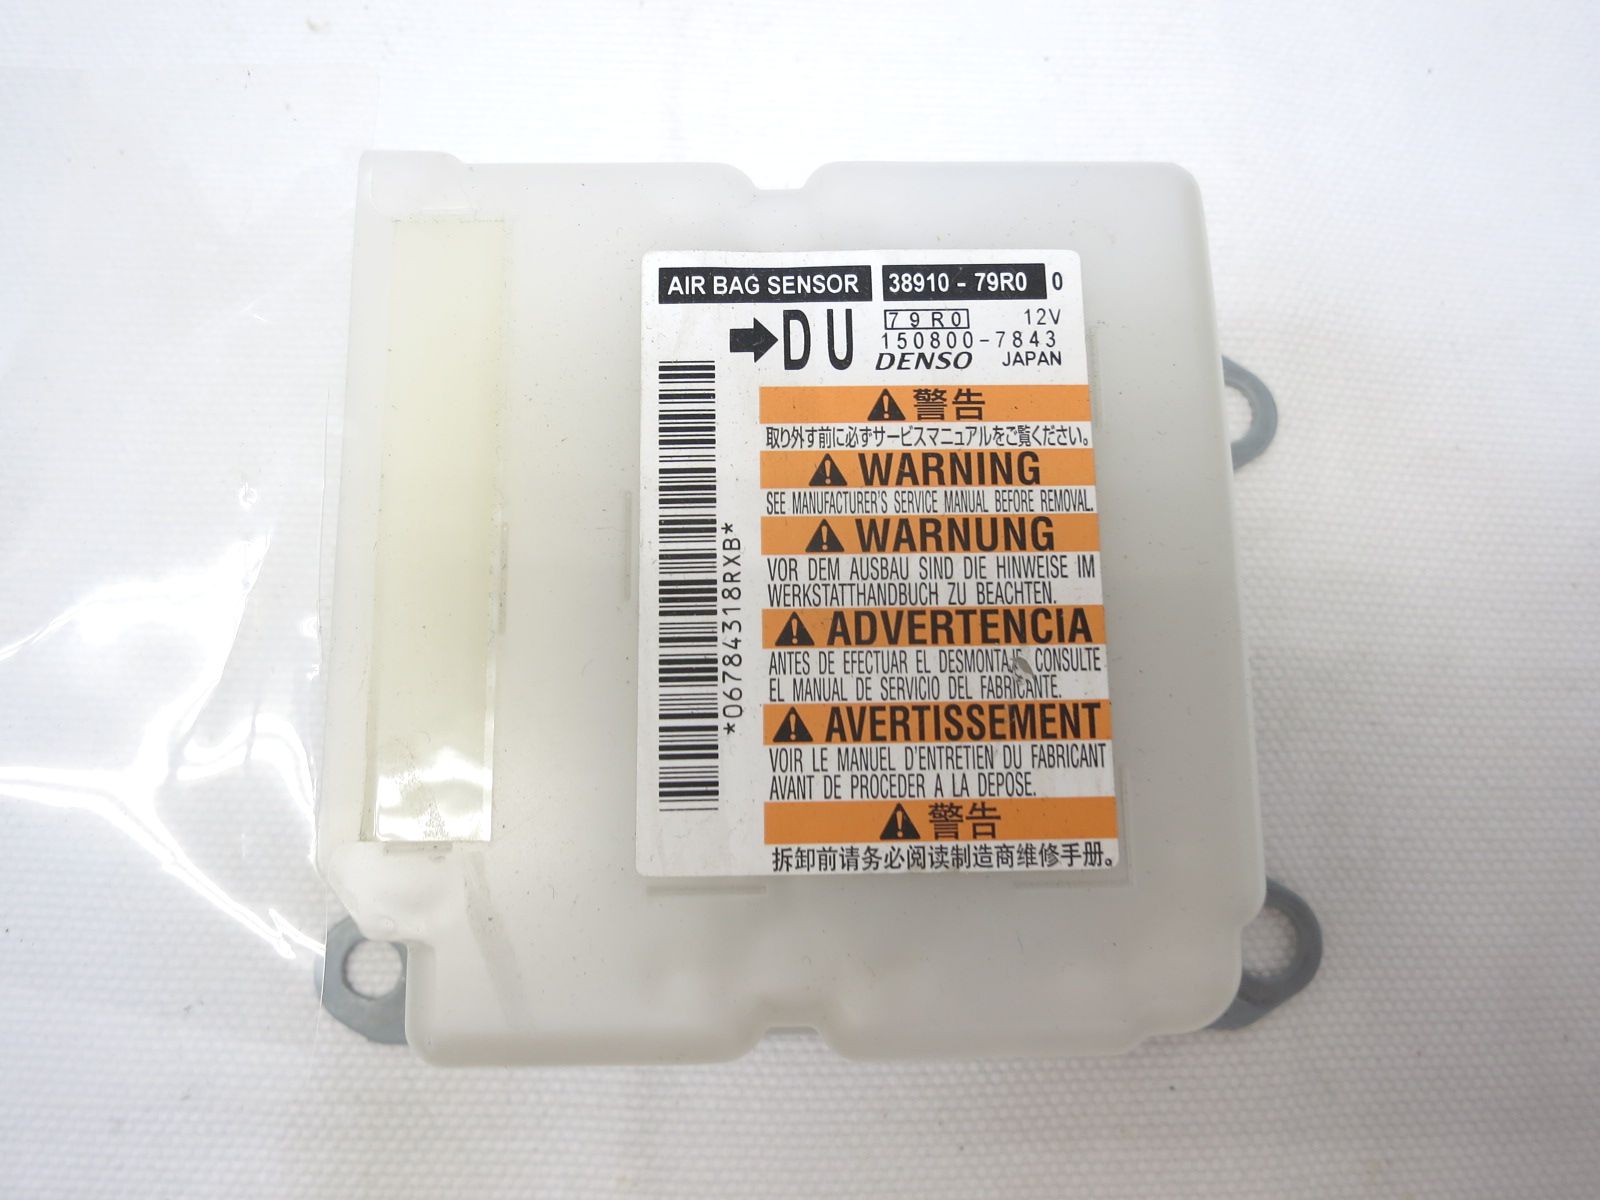 AIR BAG SENSOR 38910 - 79R0 0
DU
79R0 12V
150800-7843
DENSO JAPAN
*06784318RXB*
警告
取り外す前に必ずサービスマニュアルをご覧ください。
WARNING
SEE MANUFACTURER'S SERVICE MANUAL BEFORE REMOVAL.
WARNUNG
VOR DEM AUSBAU SIND DIE HINWEISE IM
WERKSTATTHANDBUCH ZU BEACHTEN.
ADVERTENCIA
ANTES DE EFECTUAR EL DESMONTAJE, CONSULTE
EL MANUAL DE SERVICIO DEL FABRICANTE.
AVERTISSEMENT
VOIR LE MANUEL D'ENTRETIEN DU FABRICANT
AVANT DE PROCEDER A LA DEPOSE.
警告
拆卸前请务必阅读制造商维修手册。